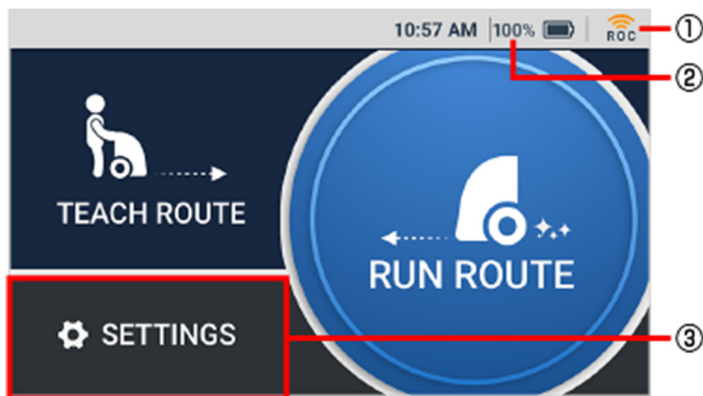 10:57 AM 100% ROC ①
②
TEACH ROUTE
RUN ROUTE
SETTINGS ③